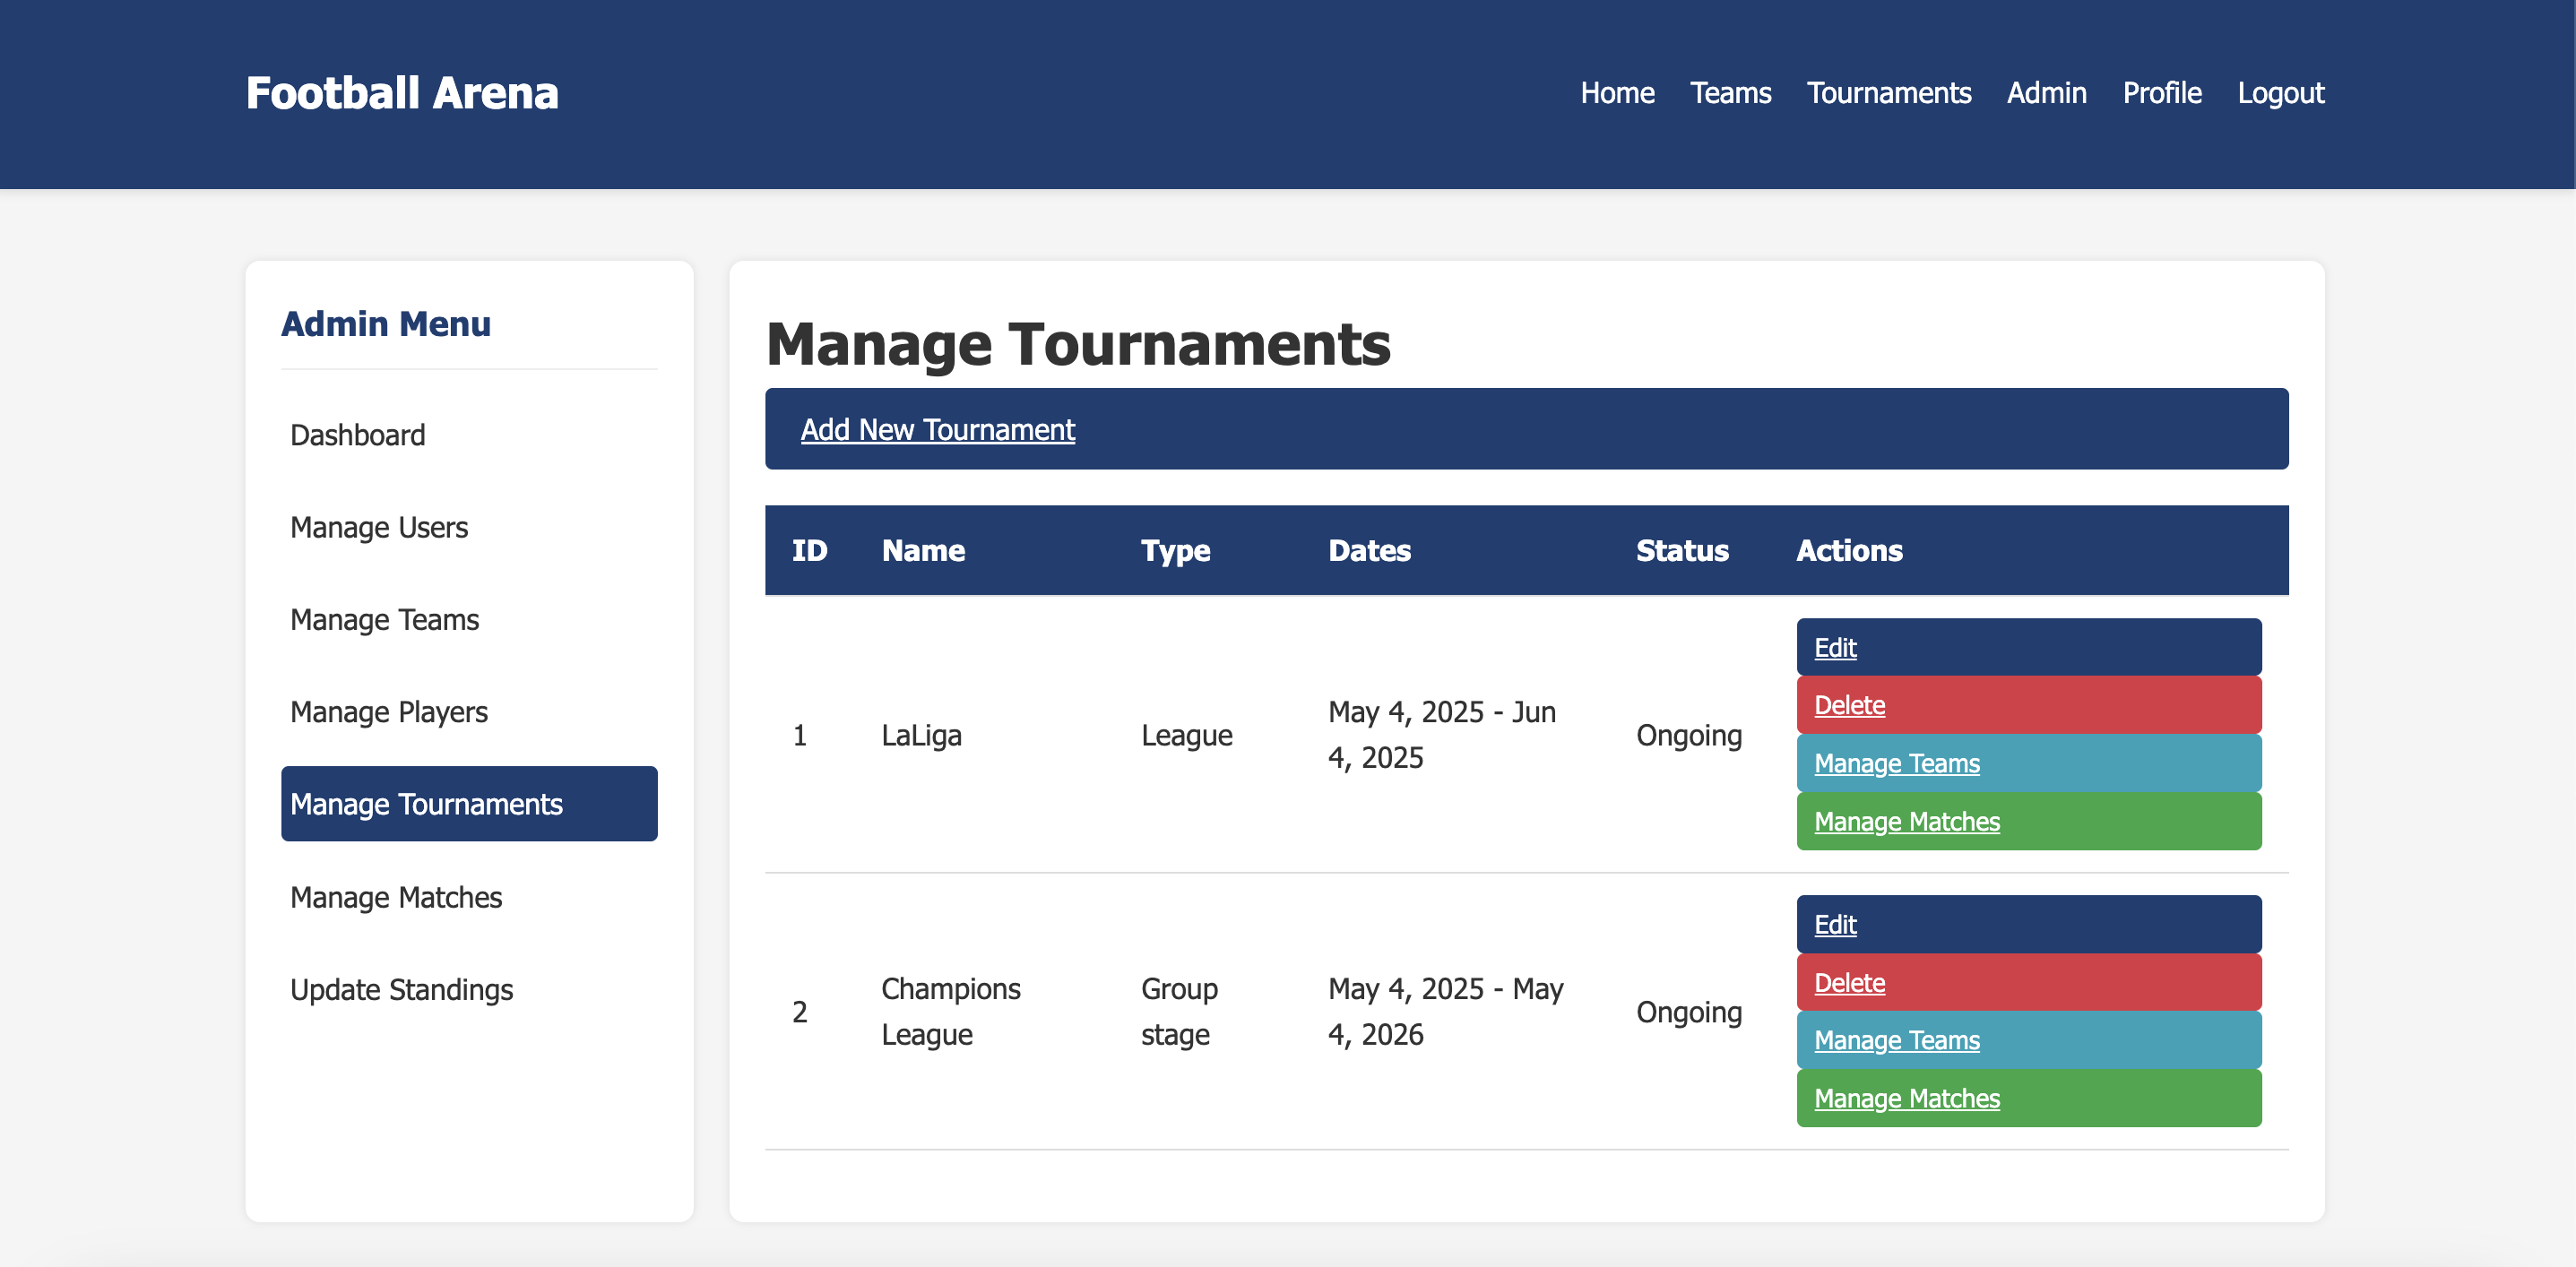 Football Arena
Home Teams Tournaments Admin Profile Logout
Admin Menu
Dashboard
Manage Users
Manage Teams
Manage Players
Manage Tournaments
Manage Matches
Update Standings
Manage Tournaments
Add New Tournament
ID Name Type Dates Status Actions
1 LaLiga League May 4, 2025 - Jun
4, 2025 Ongoing
Edit
Delete
Manage Teams
Manage Matches
2 Champions
League Group
stage May 4, 2025 - May
4, 2026 Ongoing
Edit
Delete
Manage Teams
Manage Matches